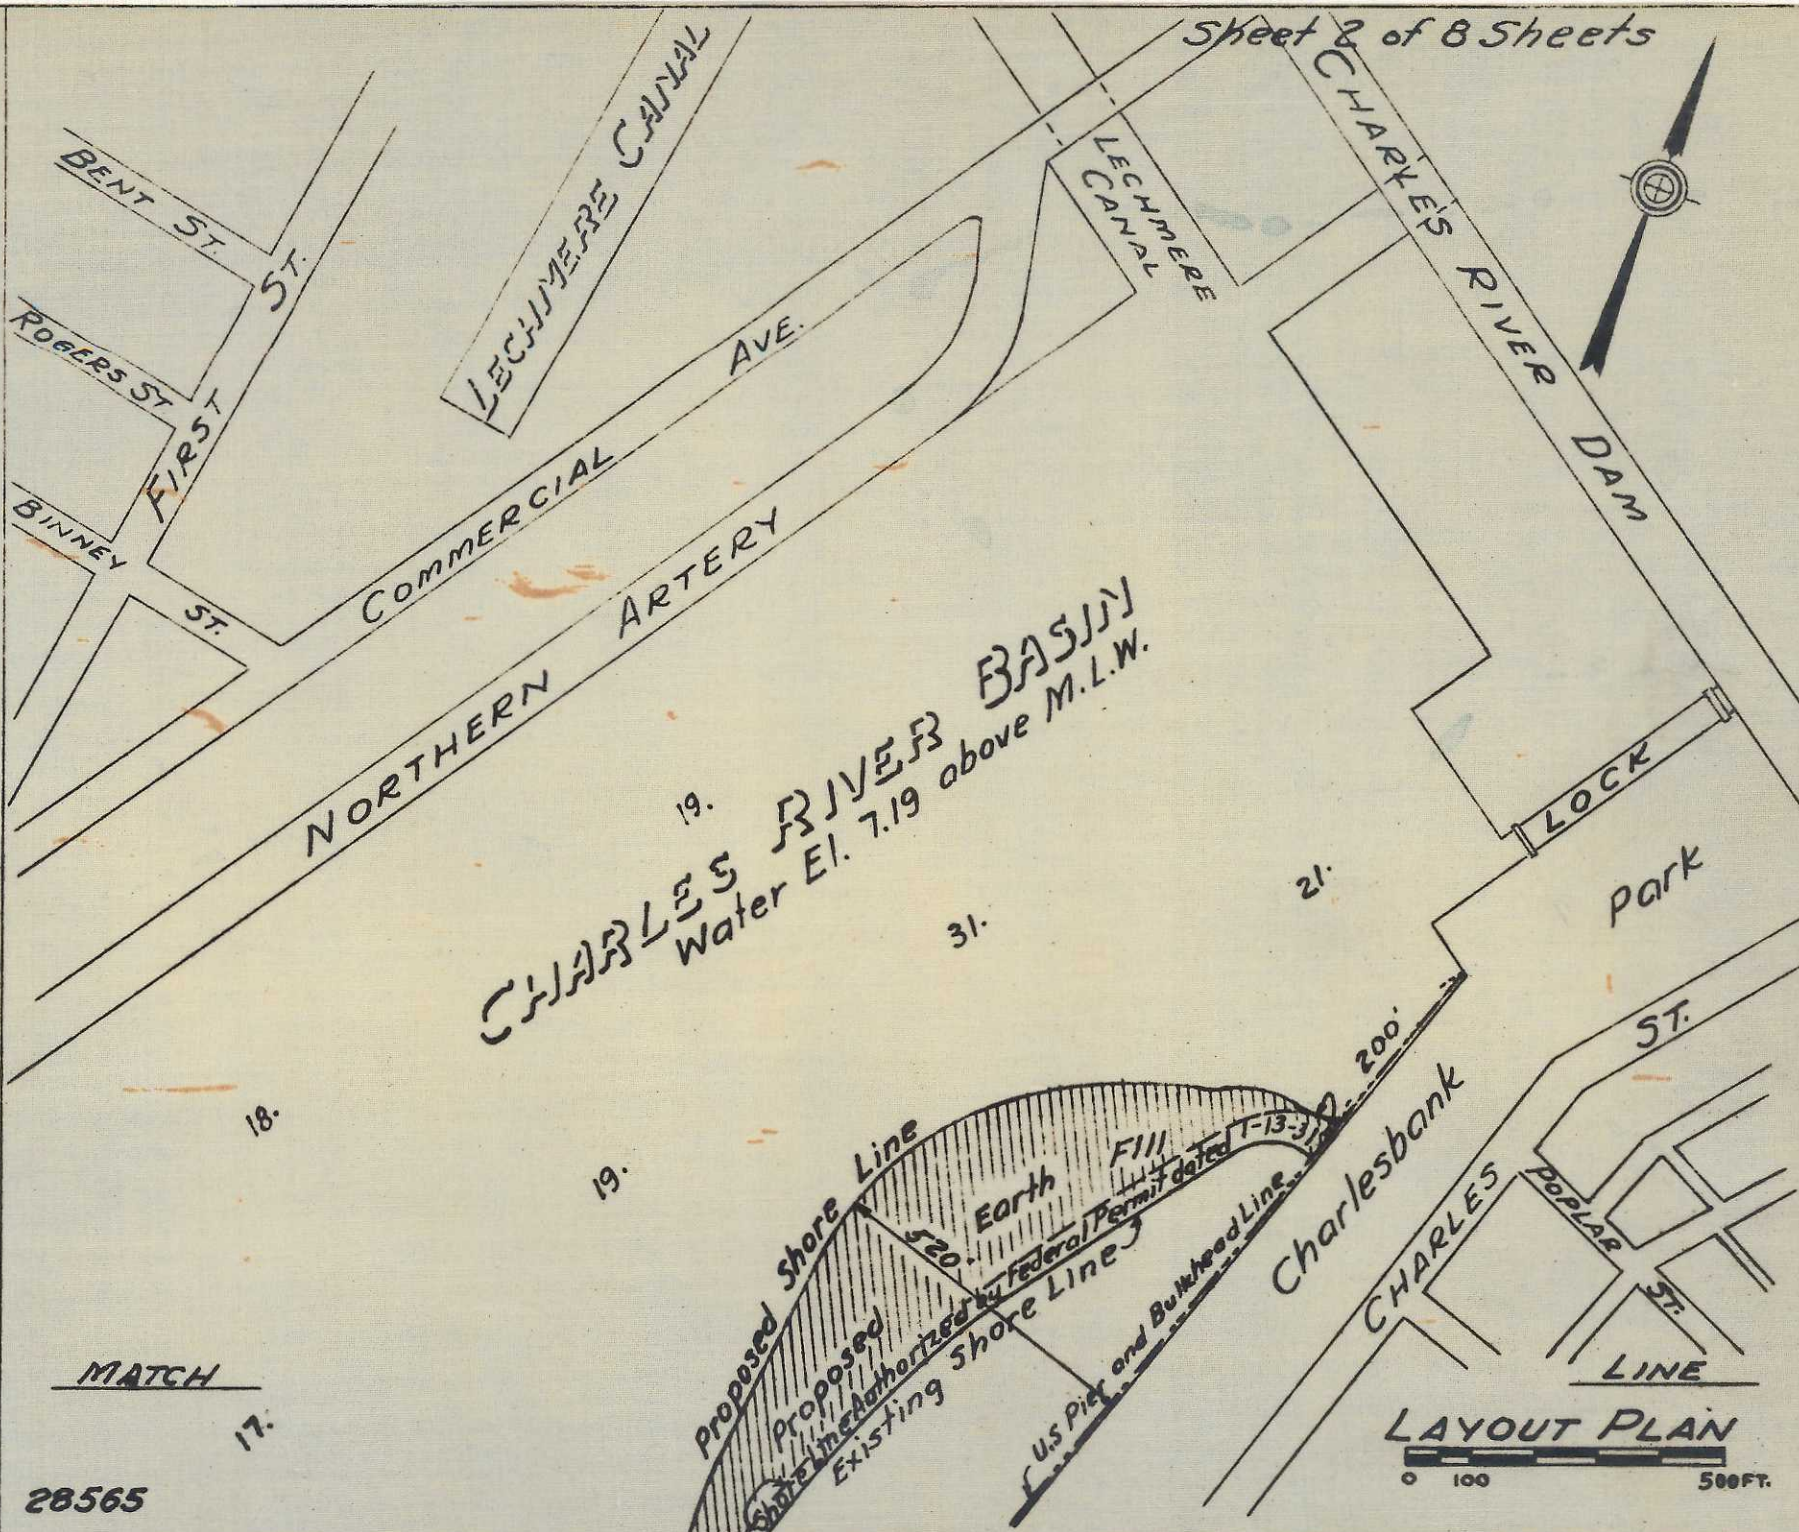 Sheet 2 of 8 Sheets
BENT ST.
ROGERS ST
BINNEY ST.
FIRST ST.
LECHMERE CANAL
COMMERCIAL AVE.
NORTHERN ARTERY
LECHMERE
CANAL
CHARLES RIVER DAM
CHARLES RIVER BASIN
Water El. 7.19 above M.L.W.
19.
31.
21.
18.
19.
17.
LOCK
Park
200'
Charlesbank
CHARLES ST.
POPLAR ST.
Proposed Shore Line
Proposed Earth Fill
520
Shore Line Authorized by Federal Permit dated 1-13-31
Existing Shore Line
U.S Pier and Bulkhead Line
MATCH LINE
LAYOUT PLAN
0 100 500 FT.
28565